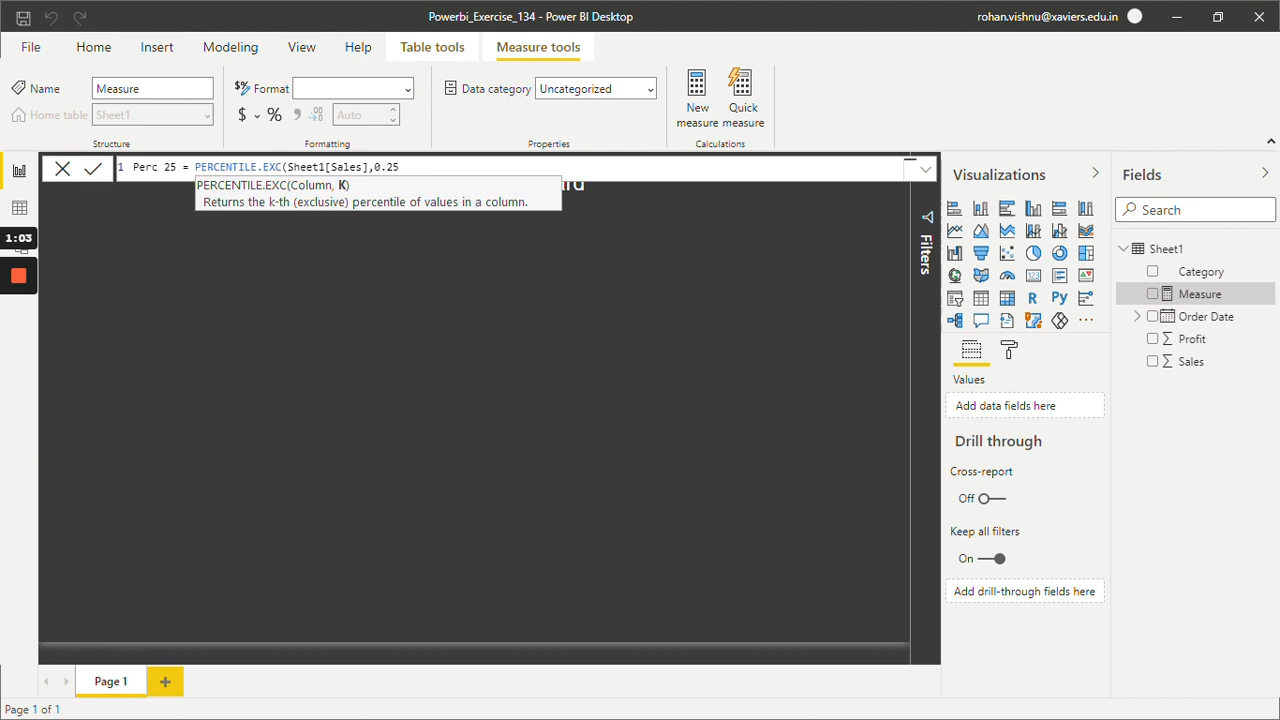 Powerbi_Exercise_134 - Power BI Desktop
rohan.vishnu@xaviers.edu.in
File Home Insert Modeling View Help Table tools Measure tools
Name Measure
Home table Sheet1
Structure
$% Format
$ % 9 .00 Auto
Formatting
Data category Uncategorized
Properties
New measure
Quick measure
Calculations
1 Perc 25 = PERCENTILE.EXC(Sheet1[Sales],0.25
PERCENTILE.EXC(Column, K)
Returns the k-th (exclusive) percentile of values in a column.
1:03
Filters
Visualizations
R Py
Values
Add data fields here
Drill through
Cross-report
Off
Keep all filters
On
Add drill-through fields here
Fields
Search
Sheet1
Category
Measure
Order Date
Σ Profit
Σ Sales
Page 1
Page 1 of 1